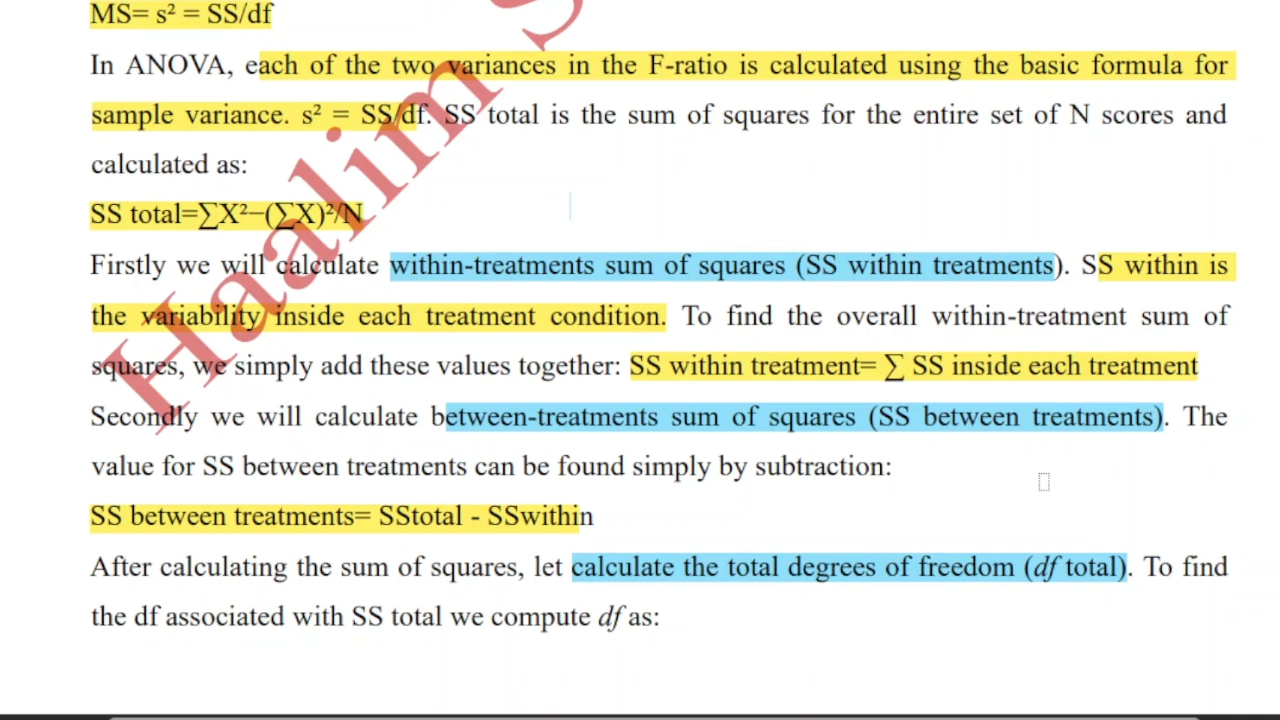 MS= s² = SS/df
In ANOVA, each of the two variances in the F-ratio is calculated using the basic formula for
sample variance. s² = SS/df. SS total is the sum of squares for the entire set of N scores and
calculated as:
SS total=∑X²−(∑X)²/N
Firstly we will calculate within-treatments sum of squares (SS within treatments). SS within is
the variability inside each treatment condition. To find the overall within-treatment sum of
squares, we simply add these values together: SS within treatment= ∑ SS inside each treatment
Secondly we will calculate between-treatments sum of squares (SS between treatments). The
value for SS between treatments can be found simply by subtraction:
SS between treatments= SStotal - SSwithin
After calculating the sum of squares, let calculate the total degrees of freedom (df total). To find
the df associated with SS total we compute df as:
Haalim S